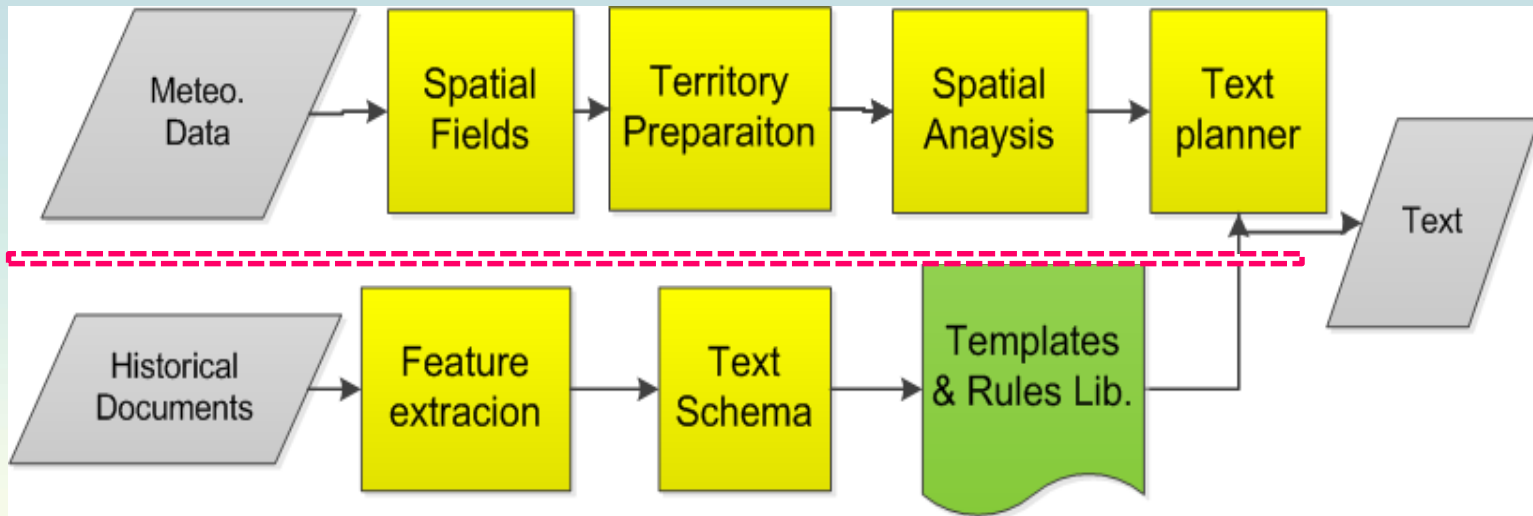 Meteo.
Data
Spatial
Fields
Territory
Preparaiton
Spatial
Anaysis
Text
planner
Text
Historical
Documents
Feature
extracion
Text
Schema
Templates
& Rules Lib.